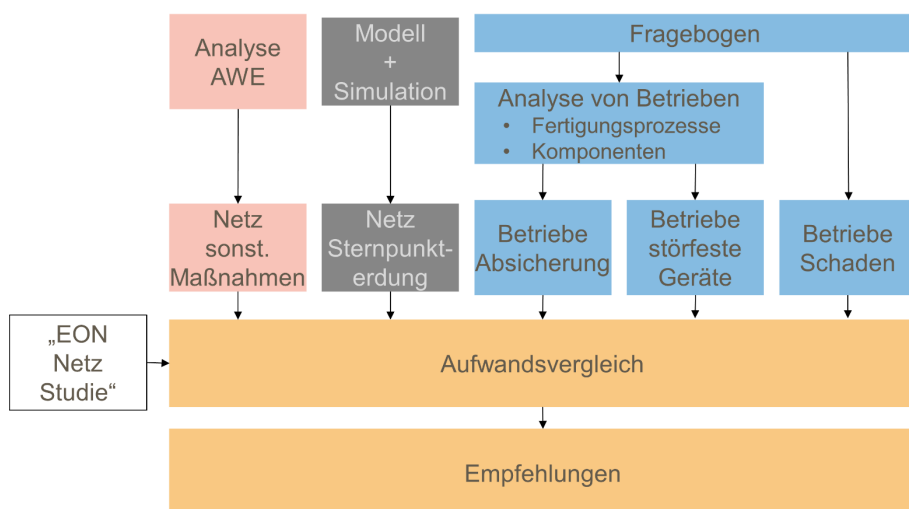 Analyse
AWE
Modell
+
Simulation
Fragebogen
Analyse von Betrieben
• Fertigungsprozesse
• Komponenten
Netz
sonst.
Maßnahmen
Netz
Sternpunkt-
erdung
Betriebe
Absicherung
Betriebe
störfeste
Geräte
Betriebe
Schaden
„EON
Netz
Studie“
Aufwandsvergleich
Empfehlungen